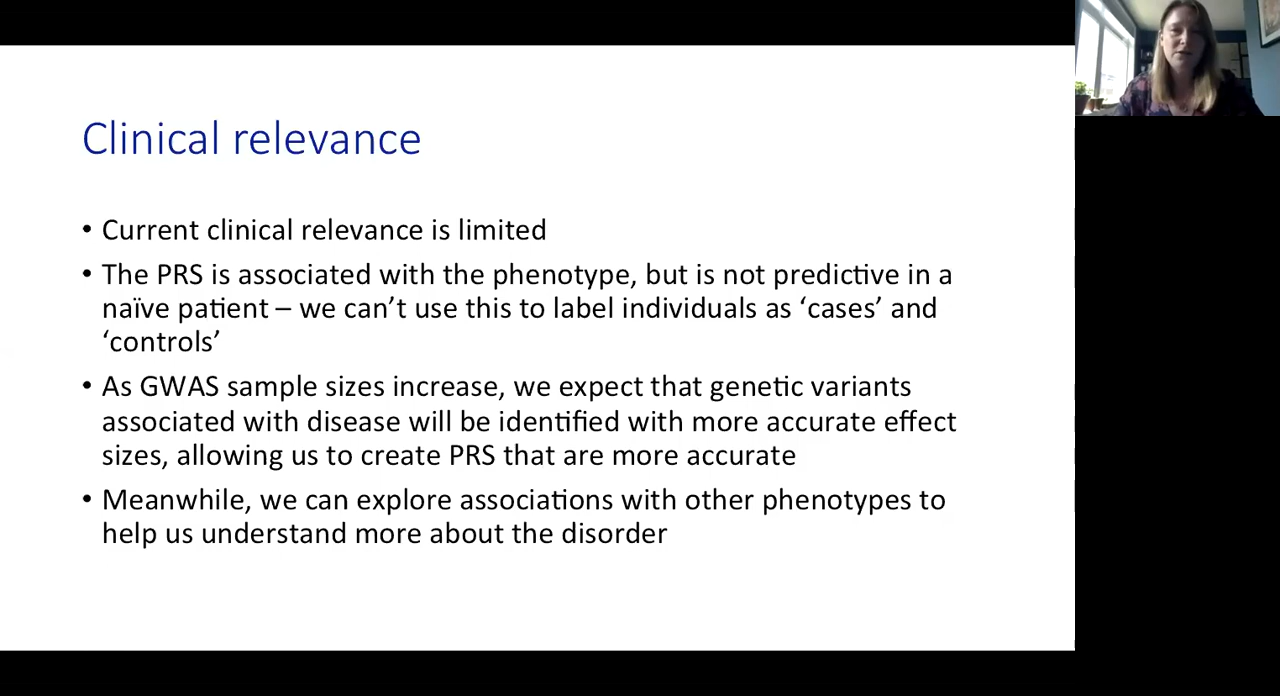 Clinical relevance
• Current clinical relevance is limited
• The PRS is associated with the phenotype, but is not predictive in a
naïve patient – we can’t use this to label individuals as ‘cases’ and
‘controls’
• As GWAS sample sizes increase, we expect that genetic variants
associated with disease will be identified with more accurate effect
sizes, allowing us to create PRS that are more accurate
• Meanwhile, we can explore associations with other phenotypes to
help us understand more about the disorder